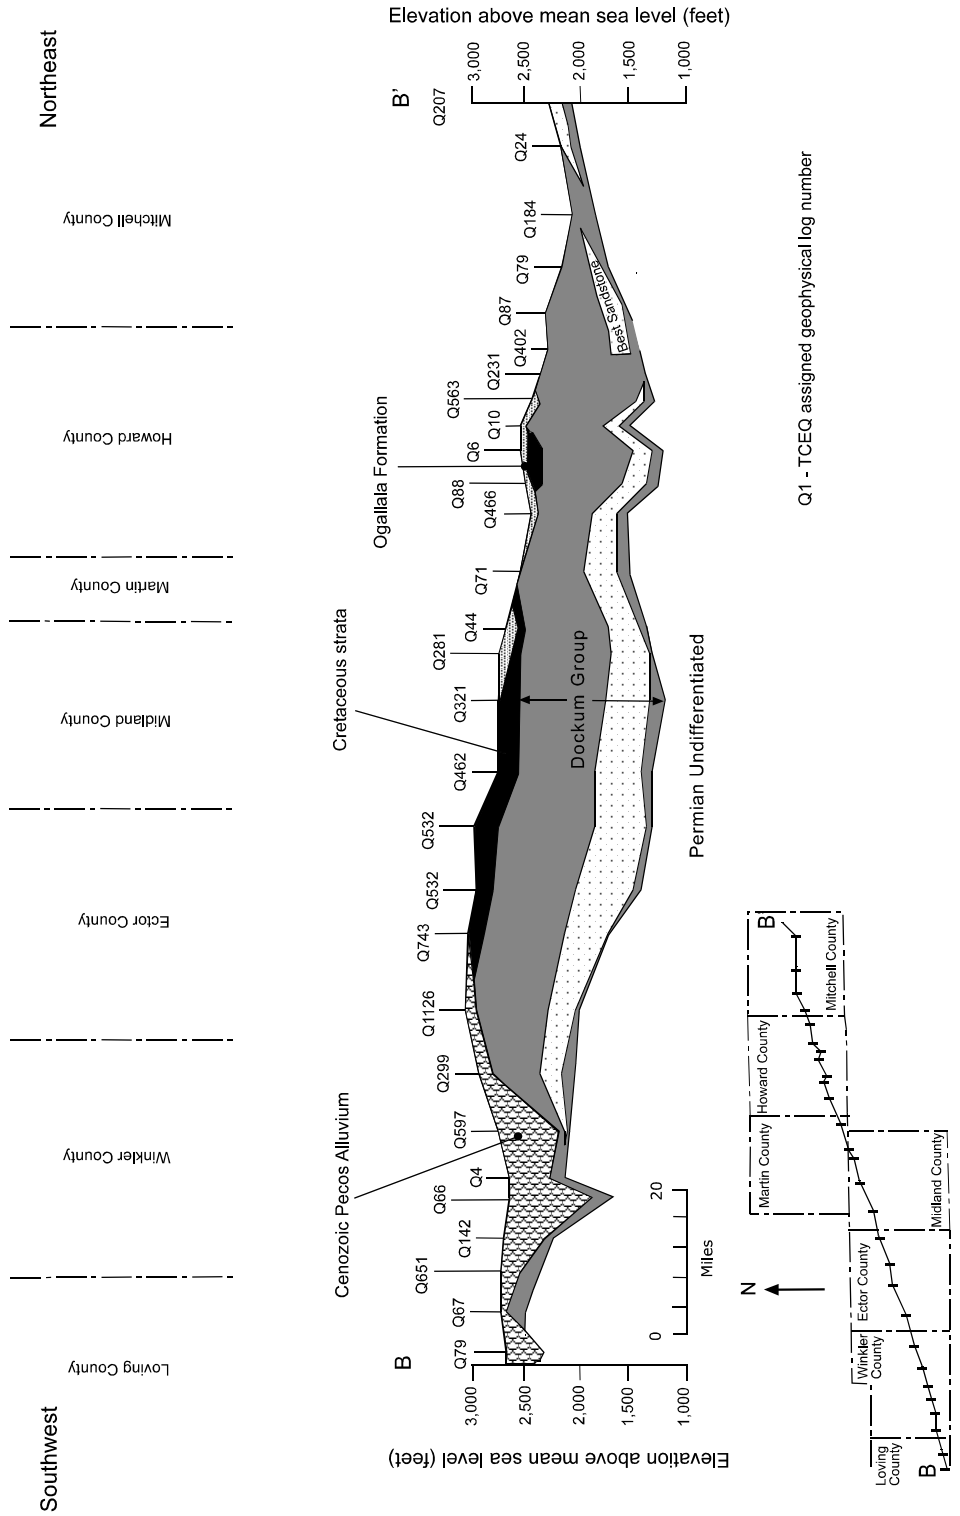 Southwest
Northeast
Loving County
Winkler County
Ector County
Midland County
Martin County
Howard County
Mitchell County
Cenozoic Pecos Alluvium
Cretaceous strata
Ogallala Formation
B
B'
Q79
Q67
Q651
Q142
Q66
Q4
Q597
Q299
Q1126
Q743
Q532
Q532
Q462
Q321
Q281
Q44
Q71
Q466
Q88
Q6
Q10
Q563
Q231
Q402
Q87
Q79
Q184
Q24
Q207
Elevation above mean sea level (feet)
3,000
2,500
2,000
1,500
1,000
Elevation above mean sea level (feet)
3,000
2,500
2,000
1,500
1,000
Dockum Group
Best Sandstone
Permian Undifferentiated
0
20
Miles
N
Q1 - TCEQ assigned geophysical log number
Loving
County
Winkler
County
Ector County
Midland County
Martin County
Howard County
Mitchell County
B
B'